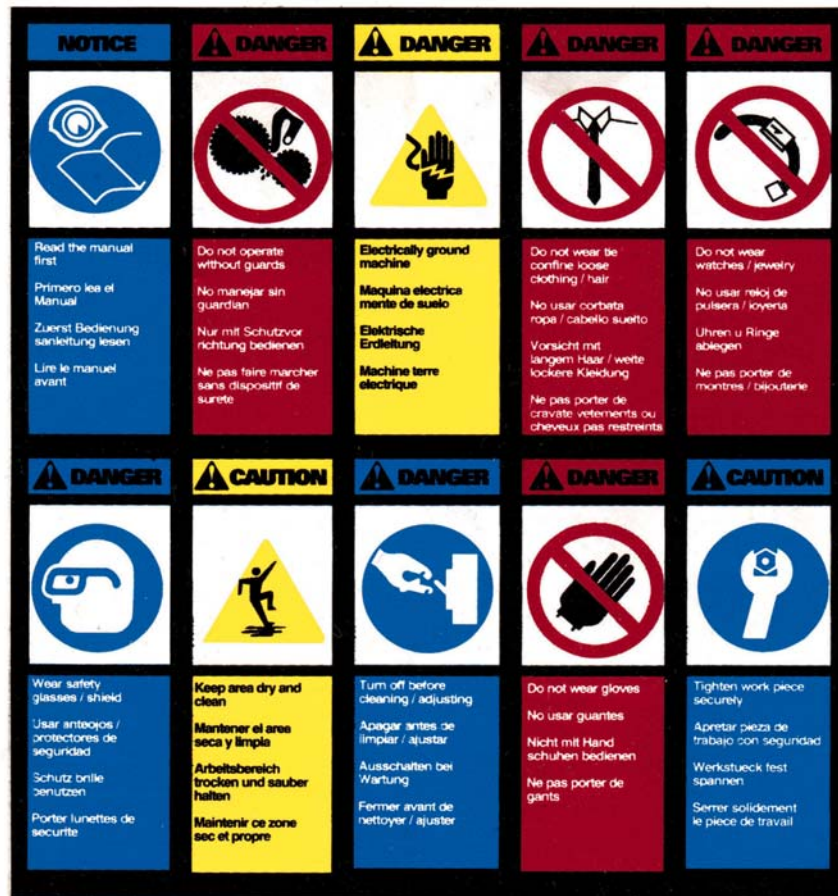 NOTICE
Read the manual
first
Primero lea el
Manual
Zuerst Bedienung
sanleitung lesen
Lire le manuel
avant
DANGER
Do not operate
without guards
No manejar sin
guardian
Nur mit Schutzvor
richtung bedienen
Ne pas faire marcher
sans dispositif de
surete
DANGER
Electrically ground
machine
Maquina electrica
mente de suelo
Elektrische
Erdleitung
Machine terre
electrique
DANGER
Do not wear tie
confine loose
clothing / hair
No usar corbata
ropa / cabello suelto
Vorsicht mit
langem Haar / weite
lockere Kleidung
Ne pas porter de
cravate vetements ou
cheveux pas restreints
DANGER
Do not wear
watches / jewelry
No usar reloj de
pulsera / joyeria
Uhren u Ringe
ablegen
Ne pas porter de
montres / bijouterie
DANGER
Wear safety
glasses / shield
Usar anteojos /
protectores de
seguridad
Schutz brille
benutzen
Porter lunettes de
securite
CAUTION
Keep area dry and
clean
Mantener el area
seca y limpia
Arbeitsbereich
trocken und sauber
halten
Maintenir ce zone
sec et propre
DANGER
Turn off before
cleaning / adjusting
Apagar antes de
limpiar / ajustar
Ausschalten bei
Wartung
Fermer avant de
nettoyer / ajuster
DANGER
Do not wear gloves
No usar guantes
Nicht mit Hand
schuhen bedienen
Ne pas porter de
gants
CAUTION
Tighten work piece
securely
Apretar pieza de
trabajo con seguridad
Werkstueck fest
spannen
Serrer solidement
le piece de travail